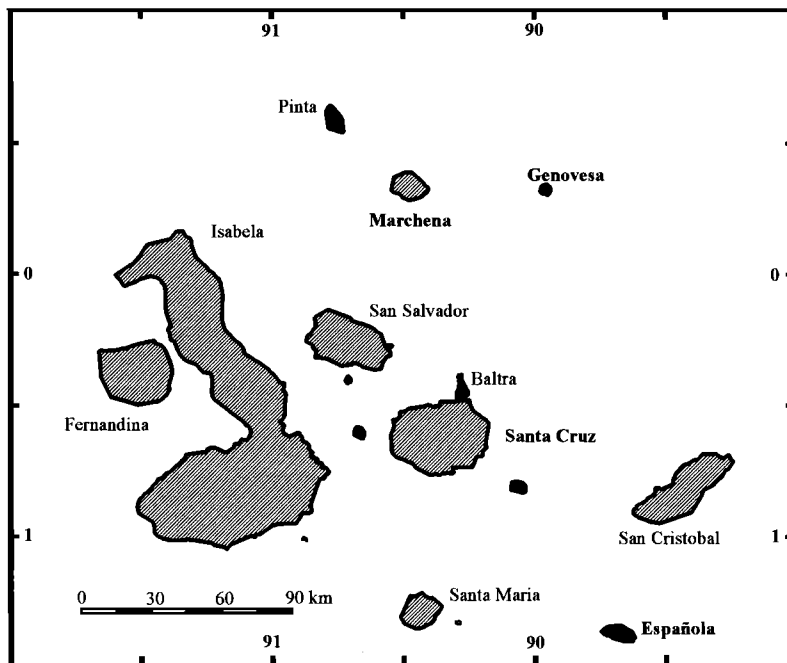 91 90
Pinta
Genovesa
Marchena
Isabela
0 0
San Salvador
Baltra
Fernandina
Santa Cruz
San Cristobal
1 1
Santa Maria
0 30 60 90 km
Española
91 90